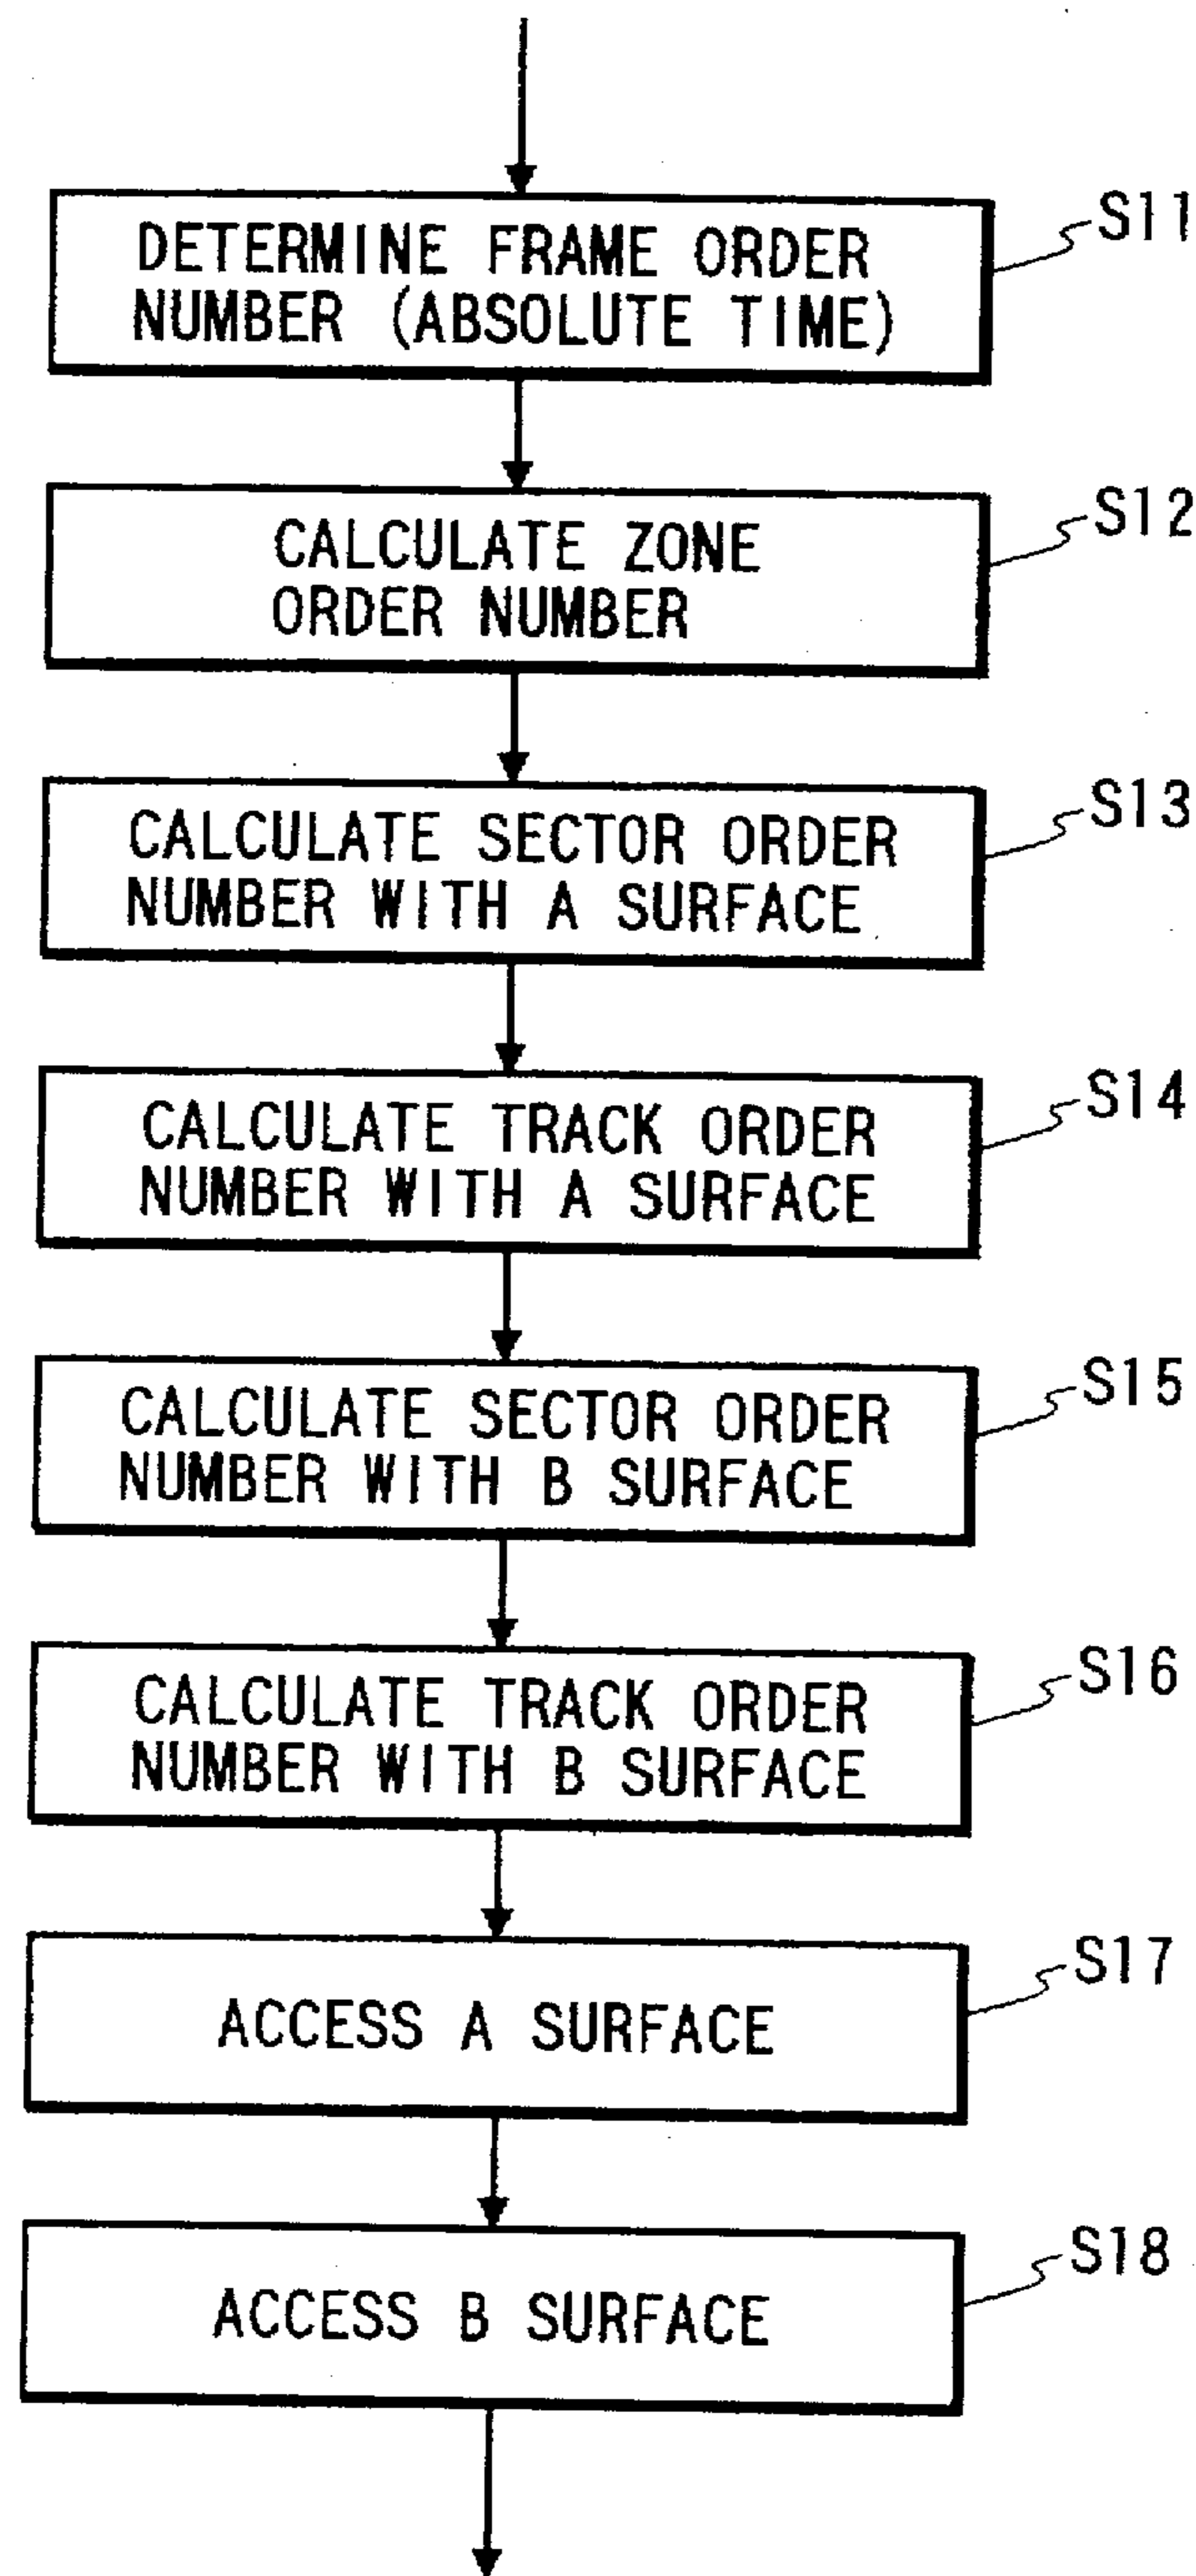 S11
DETERMINE FRAME ORDER
NUMBER (ABSOLUTE TIME)
S12
CALCULATE ZONE
ORDER NUMBER
S13
CALCULATE SECTOR ORDER
NUMBER WITH A SURFACE
S14
CALCULATE TRACK ORDER
NUMBER WITH A SURFACE
S15
CALCULATE SECTOR ORDER
NUMBER WITH B SURFACE
S16
CALCULATE TRACK ORDER
NUMBER WITH B SURFACE
S17
ACCESS A SURFACE
S18
ACCESS B SURFACE